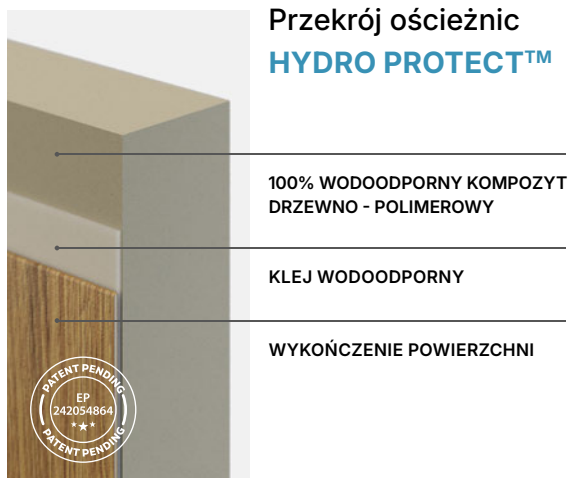 Przekrój ościeżnic
HYDRO PROTECT™
100% WODOODPORNY KOMPOZYT
DRZEWNO - POLIMEROWY
KLEJ WODOODPORNY
WYKOŃCZENIE POWIERZCHNI
PATENT PENDING
EP
242054864
PATENT PENDING